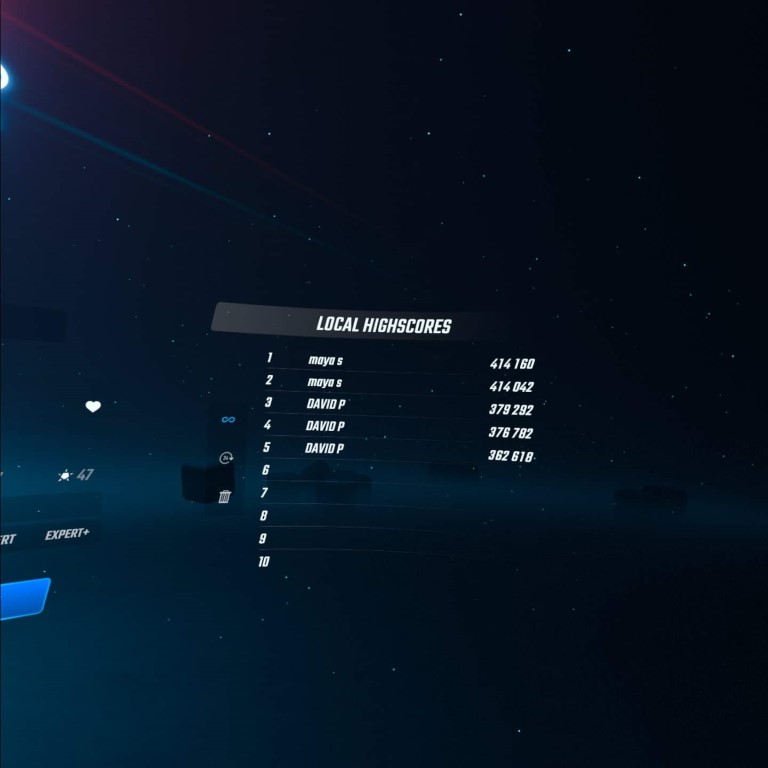 LOCAL HIGHSCORES
1 maya s 414 160
2 maya s 414 042
3 DAVID P 379 292
4 DAVID P 376 782
5 DAVID P 362 618
6
7
8
9
10
47
EXPERT+